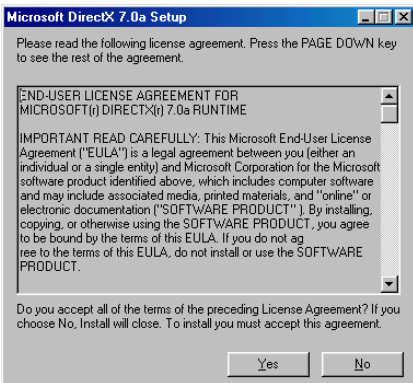 Microsoft DirectX 7.0a Setup
Please read the following license agreement. Press the PAGE DOWN key
to see the rest of the agreement.
END-USER LICENSE AGREEMENT FOR
MICROSOFT(r) DIRECTX(r) 7.0a RUNTIME
IMPORTANT READ CAREFULLY: This Microsoft End-User License
Agreement ("EULA") is a legal agreement between you (either an
individual or a single entity) and Microsoft Corporation for the Microsoft
software product identified above, which includes computer software
and may include associated media, printed materials, and "online" or
electronic documentation ("SOFTWARE PRODUCT" ). By installing,
copying, or otherwise using the SOFTWARE PRODUCT, you agree
to be bound by the terms of this EULA. If you do not ag
ree to the terms of this EULA, do not install or use the SOFTWARE
PRODUCT.
Do you accept all of the terms of the preceding License Agreement? If you
choose No, Install will close. To install you must accept this agreement.
Yes No